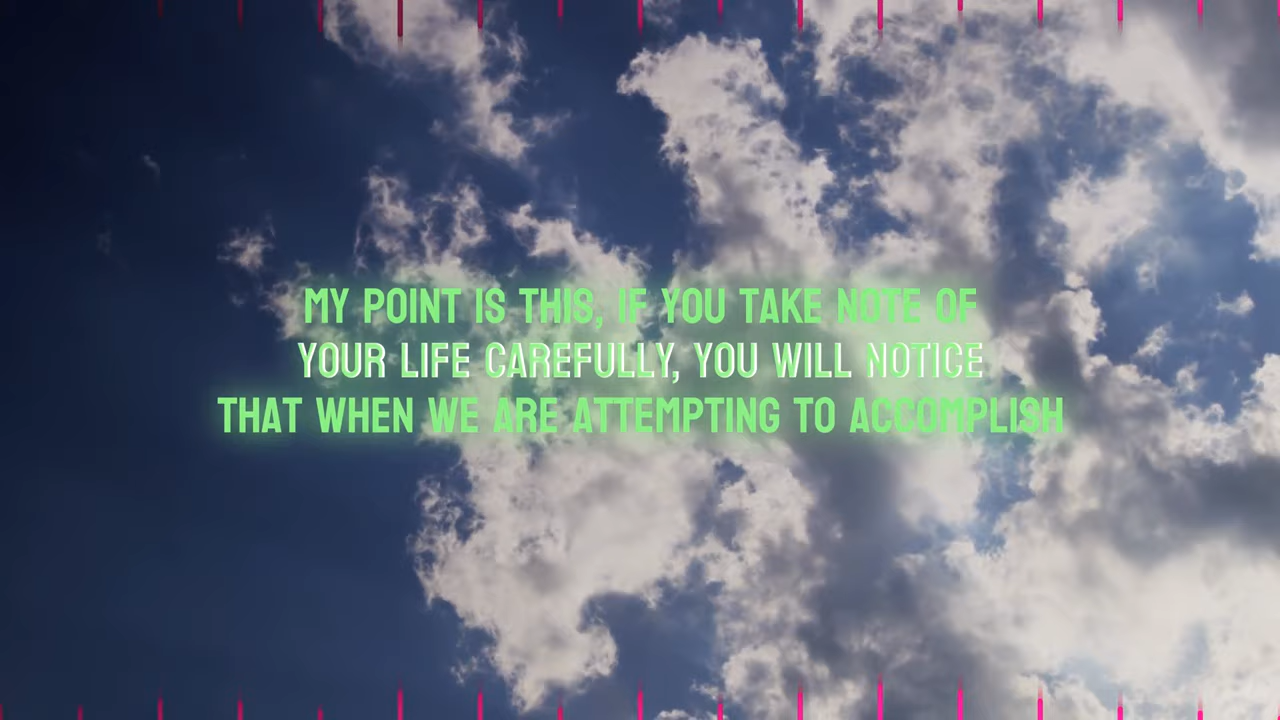 MY POINT IS THIS, IF YOU TAKE NOTE OF
YOUR LIFE CAREFULLY, YOU WILL NOTICE
THAT WHEN WE ARE ATTEMPTING TO ACCOMPLISH